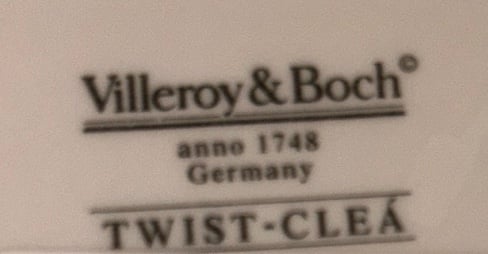 Villeroy & Boch©
anno 1748
Germany
TWIST-CLEÁ